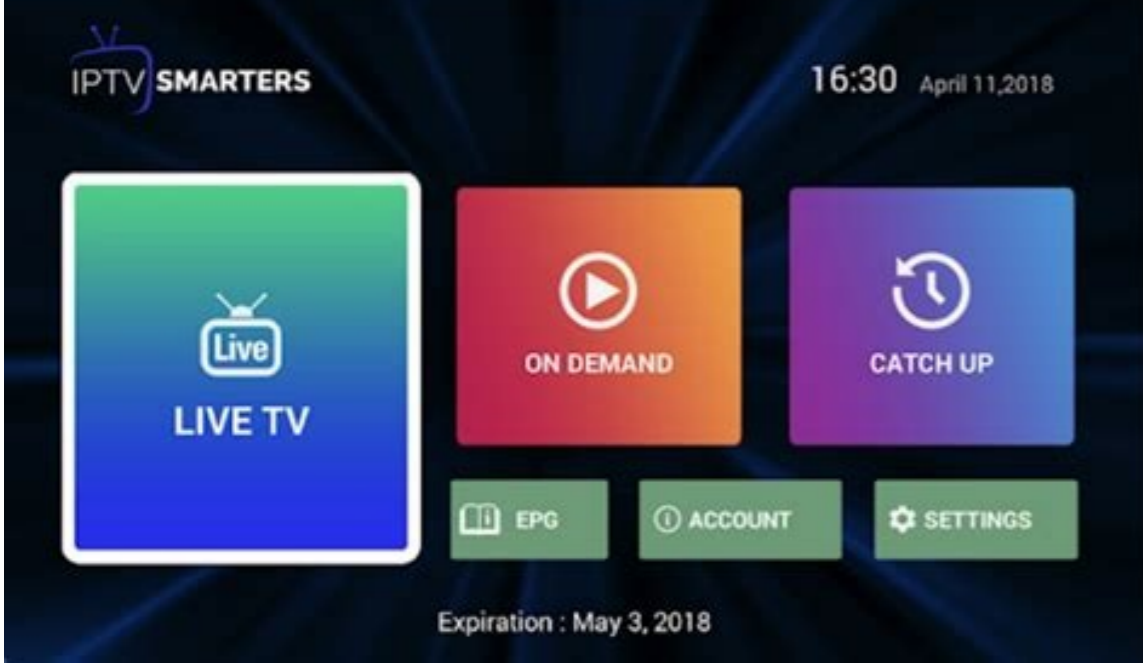 IPTV SMARTERS
16:30 April 11,2018
Live
LIVE TV
ON DEMAND
CATCH UP
EPG
ACCOUNT
SETTINGS
Expiration : May 3, 2018